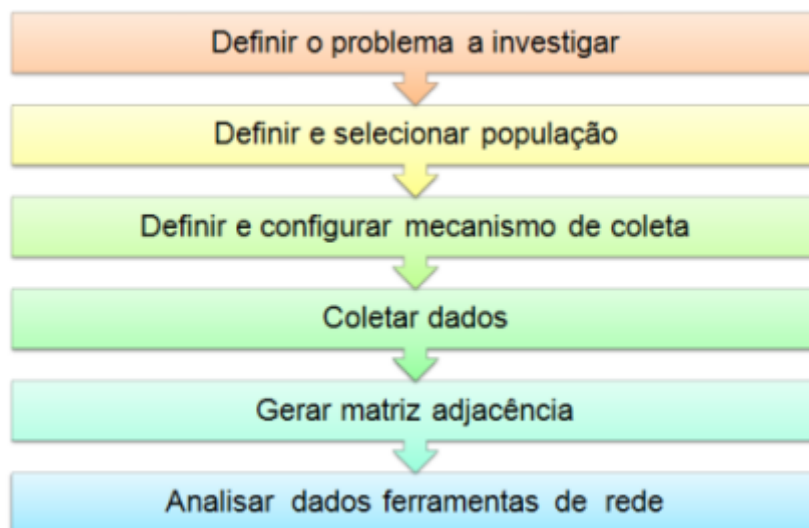 Definir o problema a investigar
Definir e selecionar população
Definir e configurar mecanismo de coleta
Coletar dados
Gerar matriz adjacência
Analisar dados ferramentas de rede